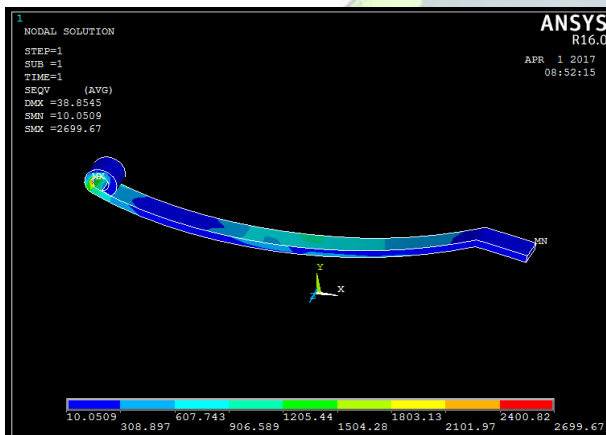 1
NODAL SOLUTION
STEP=1
SUB =1
TIME=1
SEQV (AVG)
DMX =38.8545
SMN =10.0509
SMX =2699.67
ANSYS
R16.0
APR 1 2017
08:52:15
MX
MN
Y
X
10.0509 607.743 1205.44 1803.13 2400.82
308.897 906.589 1504.28 2101.97 2699.67